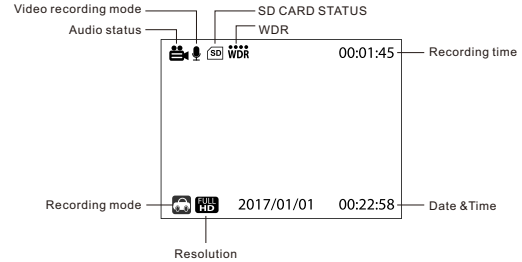 Video recording mode
SD CARD STATUS
Audio status
WDR
SD WDR 00:01:45
Recording time
Recording mode
FULL HD 2017/01/01 00:22:58
Date &Time
Resolution